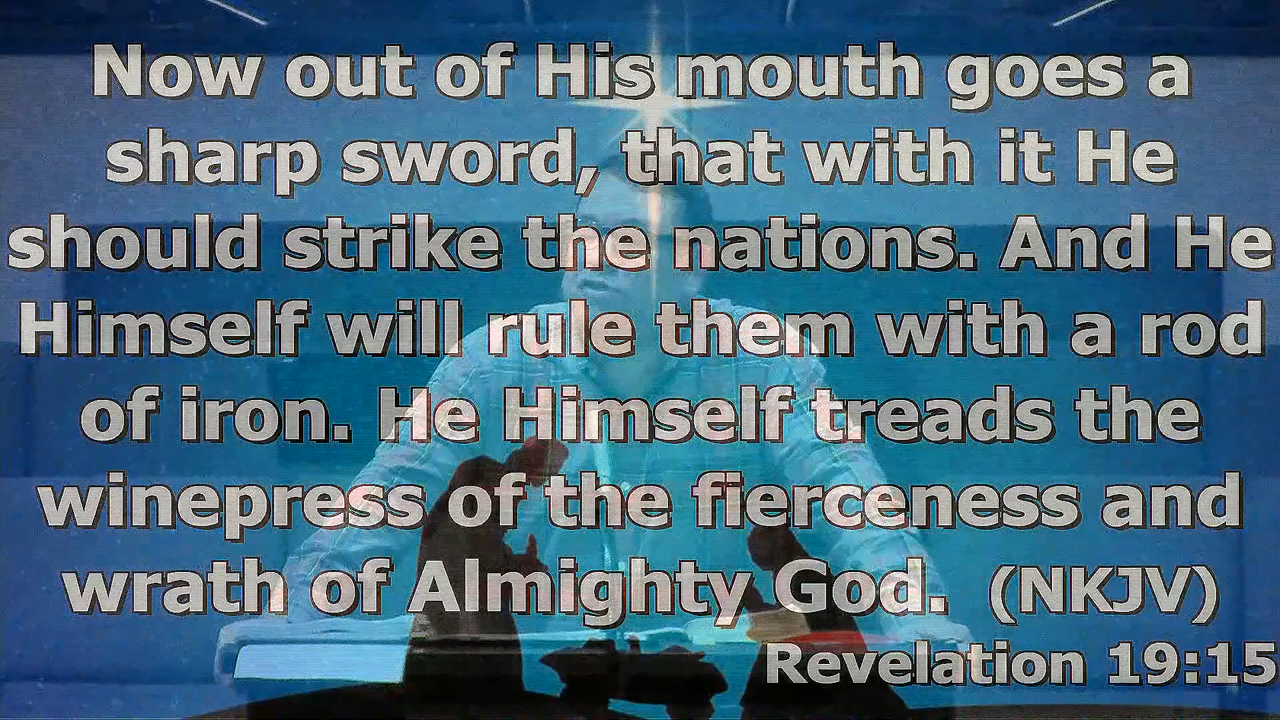 Now out of His mouth goes a
sharp sword, that with it He
should strike the nations. And He
Himself will rule them with a rod
of iron. He Himself treads the
winepress of the fierceness and
wrath of Almighty God. (NKJV)
Revelation 19:15